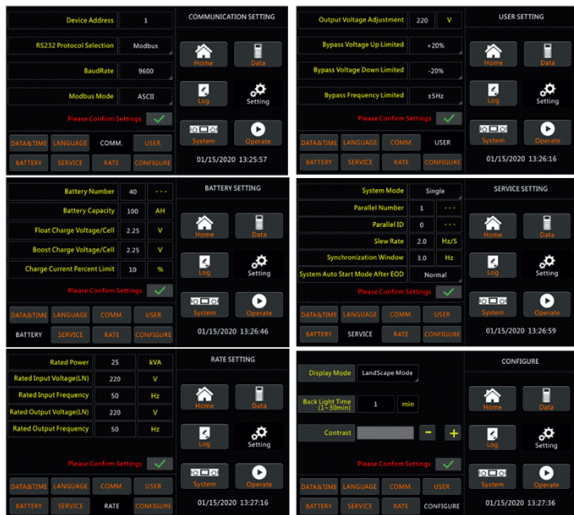 COMMUNICATION SETTING
Device Address 1
RS232 Protocol Selection Modbus
BaudRate 9600
Modbus Mode ASCII
Please Confirm Settings
DATA&TIME LANGUAGE COMM. USER
BATTERY SERVICE RATE CONFIGURE
Home Data
Log Setting
System Operate
01/15/2020 13:25:57
USER SETTING
Output Voltage Adjustment 220 V
Bypass Voltage Up Limited +20%
Bypass Voltage Down Limited -20%
Bypass Frequency Limited ±5Hz
Please Confirm Settings
DATA&TIME LANGUAGE COMM. USER
BATTERY SERVICE RATE CONFIGURE
Home Data
Log Setting
System Operate
01/15/2020 13:26:16
BATTERY SETTING
Battery Number 40 ---
Battery Capacity 100 AH
Float Charge Voltage/Cell 2.25 V
Boost Charge Voltage/Cell 2.25 V
Charge Current Percent Limit 10 %
Please Confirm Settings
DATA&TIME LANGUAGE COMM. USER
BATTERY SERVICE RATE CONFIGURE
Home Data
Log Setting
System Operate
01/15/2020 13:26:46
SERVICE SETTING
System Mode Single
Parallel Number 1 ---
Parallel ID 0 ---
Slew Rate 2.0 Hz/S
Synchronization Window 3.0 Hz
System Auto Start Mode After EOD Normal
Please Confirm Settings
DATA&TIME LANGUAGE COMM. USER
BATTERY SERVICE RATE CONFIGURE
Home Data
Log Setting
System Operate
01/15/2020 13:26:59
RATE SETTING
Rated Power 25 kVA
Rated Input Voltage(LN) 220 V
Rated Input Frequency 50 Hz
Rated Output Voltage(LN) 220 V
Rated Output Frequency 50 Hz
Please Confirm Settings
DATA&TIME LANGUAGE COMM. USER
BATTERY SERVICE RATE CONFIGURE
Home Data
Log Setting
System Operate
01/15/2020 13:27:16
CONFIGURE
Display Mode LandScape Mode
Back Light Time
(1~30min) 1 min
Contrast - +
Please Confirm Settings
DATA&TIME LANGUAGE COMM. USER
BATTERY SERVICE RATE CONFIGURE
Home Data
Log Setting
System Operate
01/15/2020 13:27:36